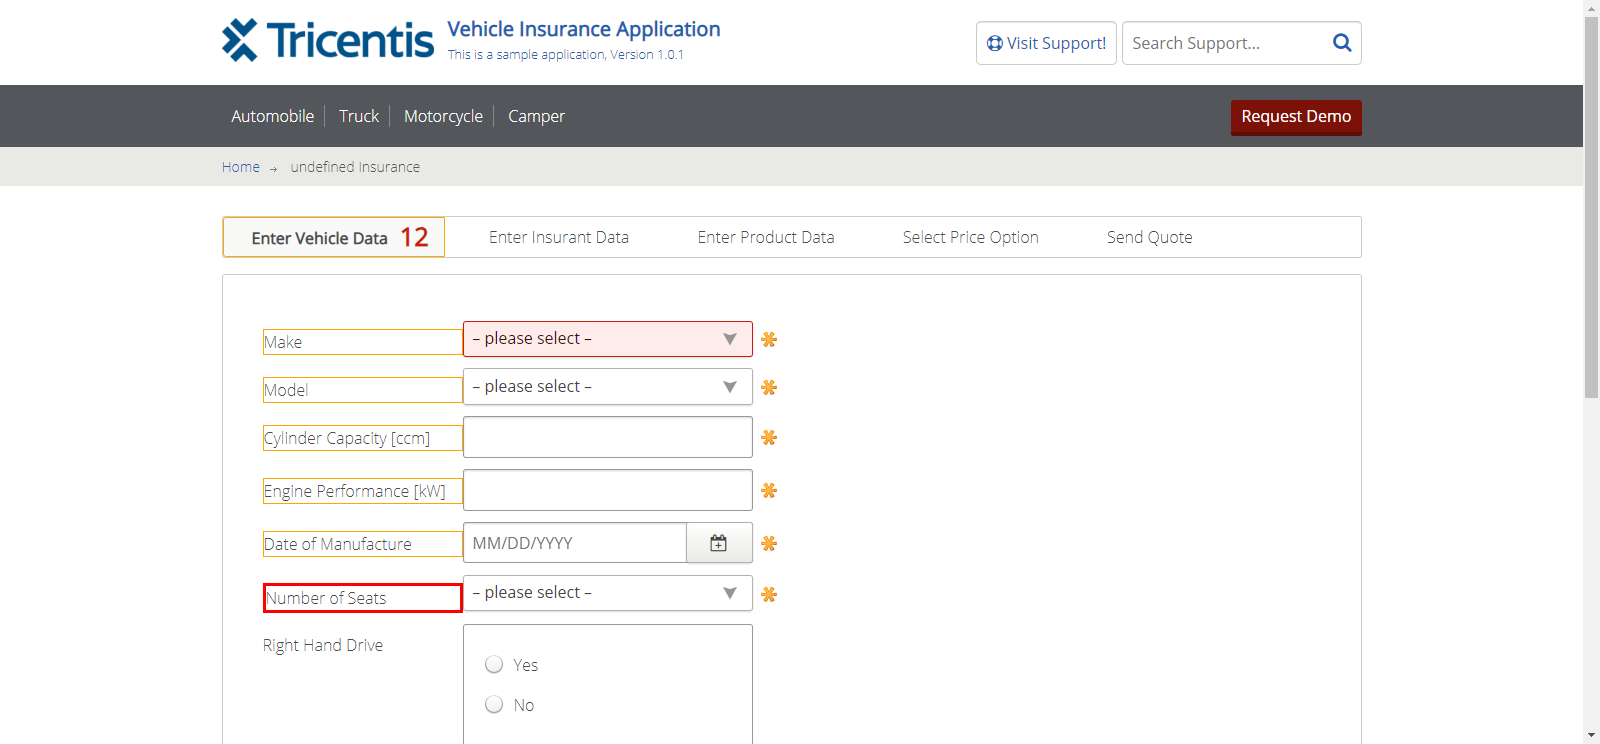 Tricentis
Vehicle Insurance Application
This is a sample application, Version 1.0.1
Visit Support!
Search Support...
Automobile
Truck
Motorcycle
Camper
Request Demo
Home → undefined Insurance
Enter Vehicle Data 12
Enter Insurant Data
Enter Product Data
Select Price Option
Send Quote
Make
– please select –
Model
– please select –
Cylinder Capacity [ccm]
Engine Performance [kW]
Date of Manufacture
MM/DD/YYYY
Number of Seats
– please select –
Right Hand Drive
Yes
No